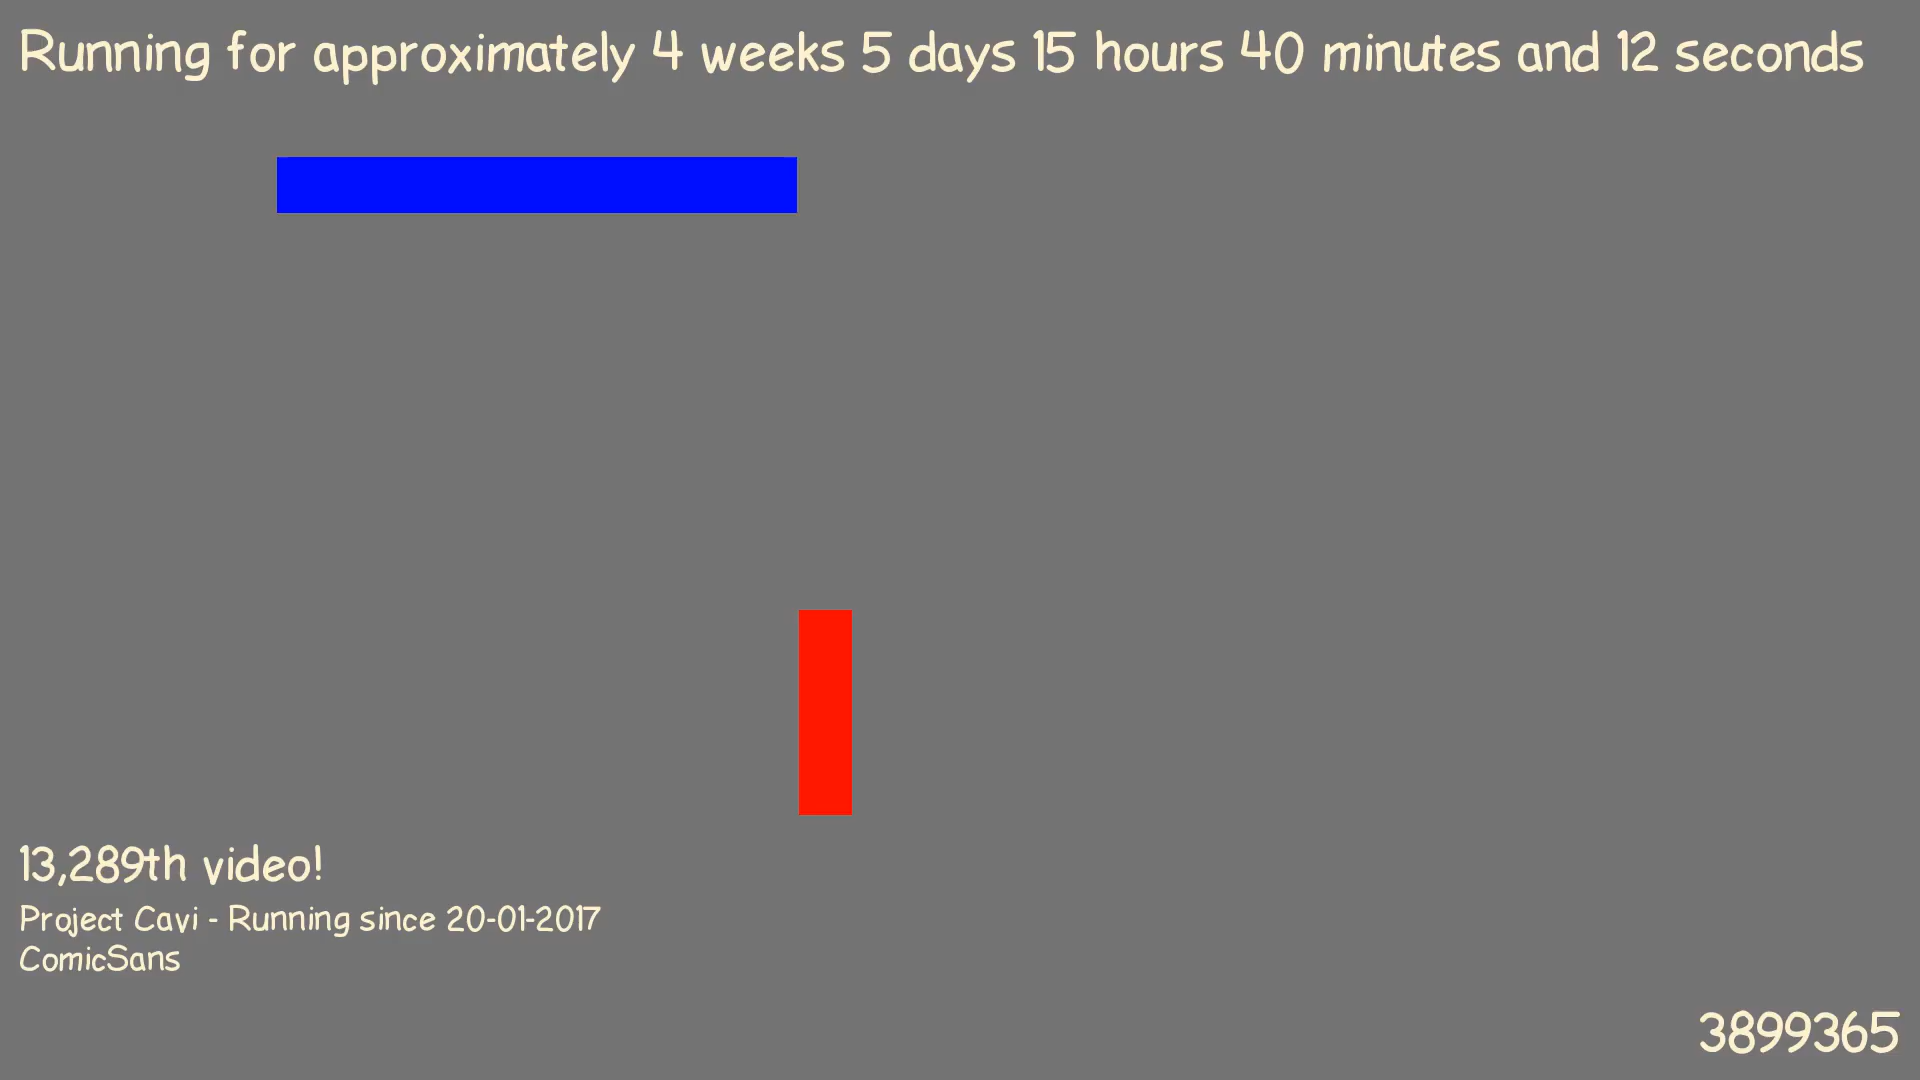 Running for approximately 4 weeks 5 days 15 hours 40 minutes and 12 seconds
13,289th video!
Project Cavi - Running since 20-01-2017
ComicSans
3899365